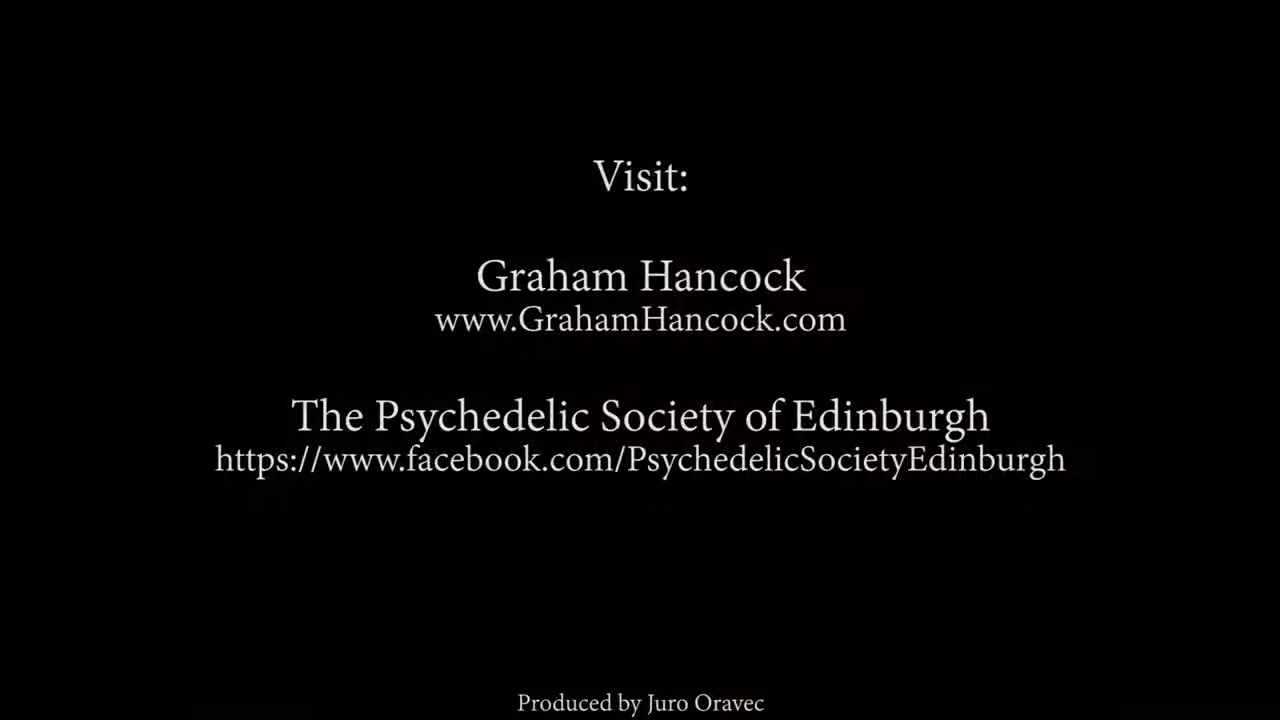 Visit:
Graham Hancock
www.GrahamHancock.com
The Psychedelic Society of Edinburgh
https://www.facebook.com/PsychedelicSocietyEdinburgh
Produced by Juro Oravec